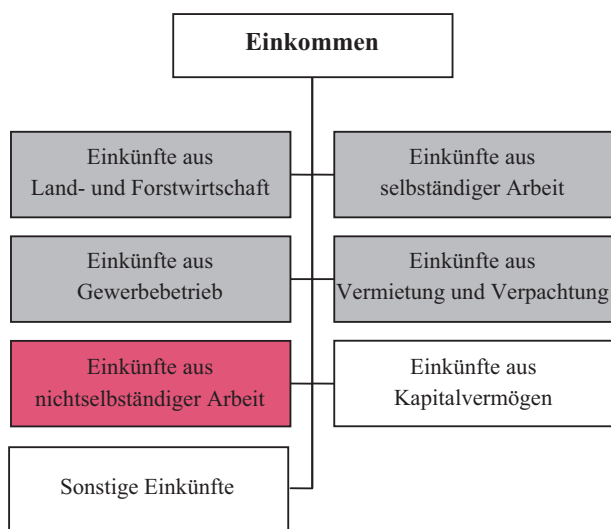 Einkommen
Einkünfte aus
Land- und Forstwirtschaft
Einkünfte aus
selbständiger Arbeit
Einkünfte aus
Gewerbebetrieb
Einkünfte aus
Vermietung und Verpachtung
Einkünfte aus
nichtselbständiger Arbeit
Einkünfte aus
Kapitalvermögen
Sonstige Einkünfte